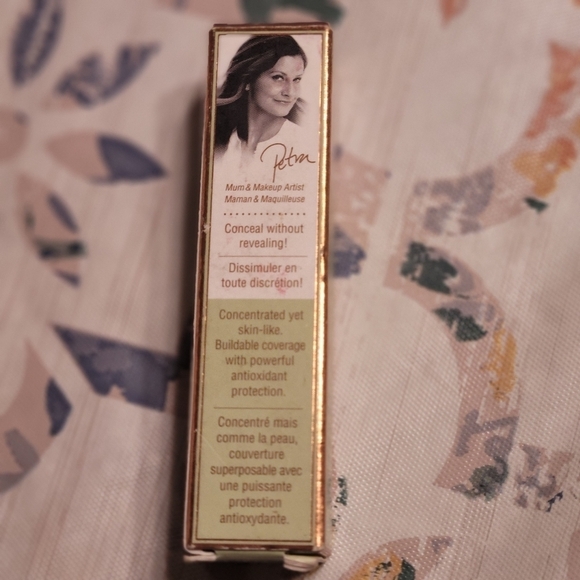 Petra
Mum & Makeup Artist
Maman & Maquilleuse
Conceal without
revealing!
Dissimuler en
toute discrétion!
Concentrated yet
skin-like.
Buildable coverage
with powerful
antioxidant
protection.
Concentré mais
comme la peau,
couverture
superposable avec
une puissante
protection
antioxydante.